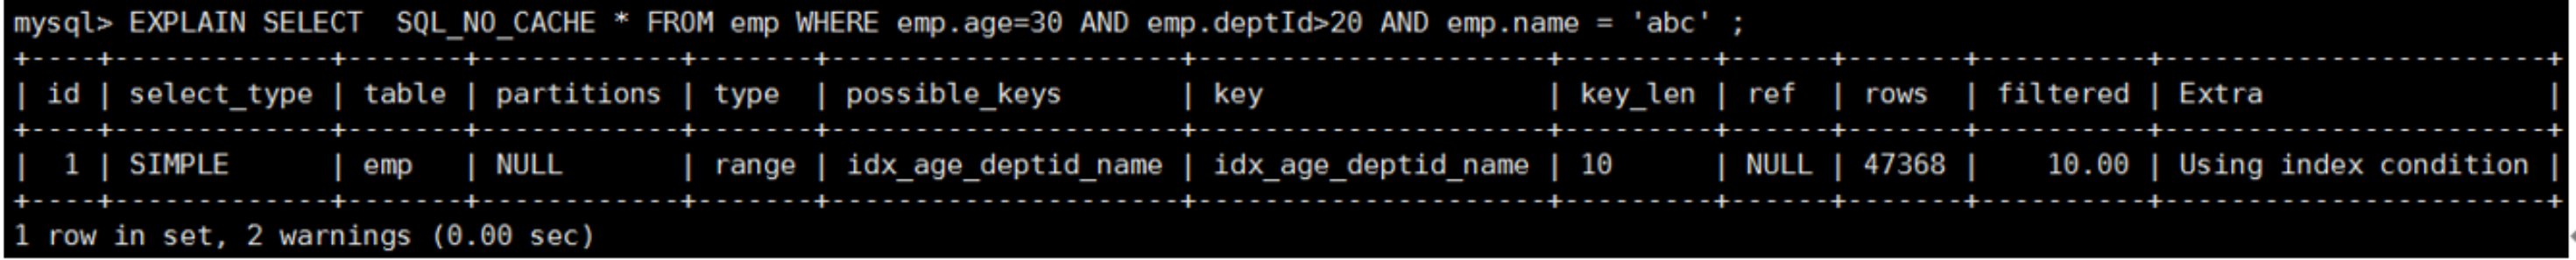 mysql> EXPLAIN SELECT  SQL_NO_CACHE * FROM emp WHERE emp.age=30 AND emp.deptId>20 AND emp.name = 'abc' ;
+----+-------------+-------+------------+-------+----------------------+----------------------+---------+------+-------+----------+-----------------------+
| id | select_type | table | partitions | type  | possible_keys        | key                  | key_len | ref  | rows  | filtered | Extra                 |
+----+-------------+-------+------------+-------+----------------------+----------------------+---------+------+-------+----------+-----------------------+
|  1 | SIMPLE      | emp   | NULL       | range | idx_age_deptid_name | idx_age_deptid_name | 10      | NULL | 47368 |    10.00 | Using index condition |
+----+-------------+-------+------------+-------+----------------------+----------------------+---------+------+-------+----------+-----------------------+
1 row in set, 2 warnings (0.00 sec)